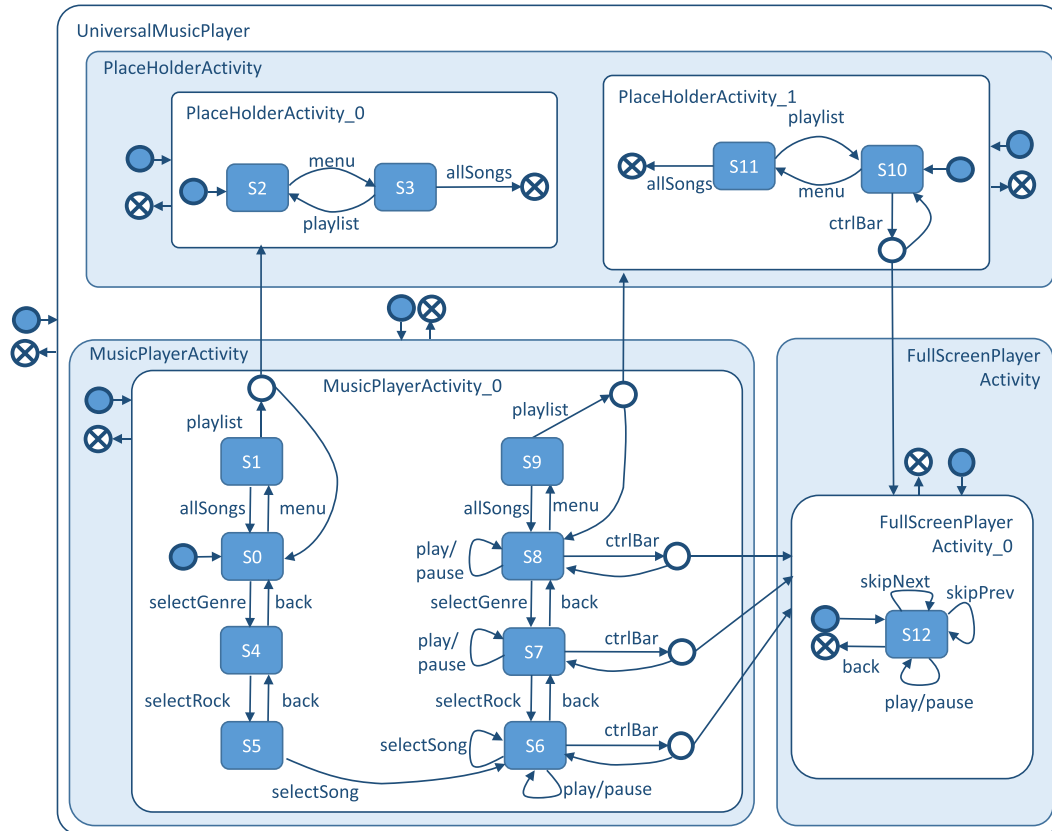 UniversalMusicPlayer
PlaceHolderActivity
PlaceHolderActivity_0
S2
menu
playlist
S3
allSongs
PlaceHolderActivity_1
playlist
S11
S10
allSongs
menu
ctrlBar
MusicPlayerActivity
MusicPlayerActivity_0
playlist
S1
allSongs
menu
S0
selectGenre
back
S4
selectRock
back
S5
selectSong
playlist
S9
allSongs
menu
play/
pause
S8
ctrlBar
selectGenre
back
play/
pause
S7
ctrlBar
selectRock
back
selectSong
S6
ctrlBar
play/pause
FullScreenPlayer
Activity
FullScreenPlayer
Activity_0
skipNext
skipPrev
S12
back
play/pause